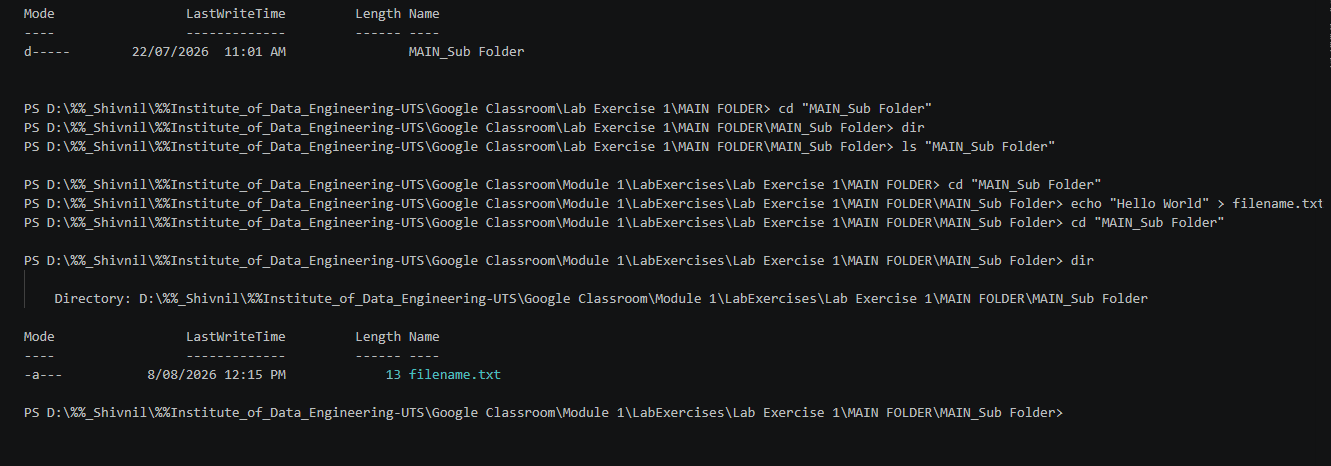 Mode                 LastWriteTime         Length Name
----                 -------------         ------ ----
d-----        22/07/2026  11:01 AM                MAIN_Sub Folder
PS D:\%%_Shivnil\%%Institute_of_Data_Engineering-UTS\Google Classroom\Lab Exercise 1\MAIN FOLDER> cd "MAIN_Sub Folder"
PS D:\%%_Shivnil\%%Institute_of_Data_Engineering-UTS\Google Classroom\Lab Exercise 1\MAIN FOLDER\MAIN_Sub Folder> dir
PS D:\%%_Shivnil\%%Institute_of_Data_Engineering-UTS\Google Classroom\Lab Exercise 1\MAIN FOLDER\MAIN_Sub Folder> ls "MAIN_Sub Folder"
PS D:\%%_Shivnil\%%Institute_of_Data_Engineering-UTS\Google Classroom\Module 1\LabExercises\Lab Exercise 1\MAIN FOLDER> cd "MAIN_Sub Folder"
PS D:\%%_Shivnil\%%Institute_of_Data_Engineering-UTS\Google Classroom\Module 1\LabExercises\Lab Exercise 1\MAIN FOLDER\MAIN_Sub Folder> echo "Hello World" > filename.txt
PS D:\%%_Shivnil\%%Institute_of_Data_Engineering-UTS\Google Classroom\Module 1\LabExercises\Lab Exercise 1\MAIN FOLDER\MAIN_Sub Folder> cd "MAIN_Sub Folder"
PS D:\%%_Shivnil\%%Institute_of_Data_Engineering-UTS\Google Classroom\Module 1\LabExercises\Lab Exercise 1\MAIN FOLDER\MAIN_Sub Folder> dir
    Directory: D:\%%_Shivnil\%%Institute_of_Data_Engineering-UTS\Google Classroom\Module 1\LabExercises\Lab Exercise 1\MAIN FOLDER\MAIN_Sub Folder
Mode                 LastWriteTime         Length Name
----                 -------------         ------ ----
-a---           8/08/2026 12:15 PM             13 filename.txt
PS D:\%%_Shivnil\%%Institute_of_Data_Engineering-UTS\Google Classroom\Module 1\LabExercises\Lab Exercise 1\MAIN FOLDER\MAIN_Sub Folder>